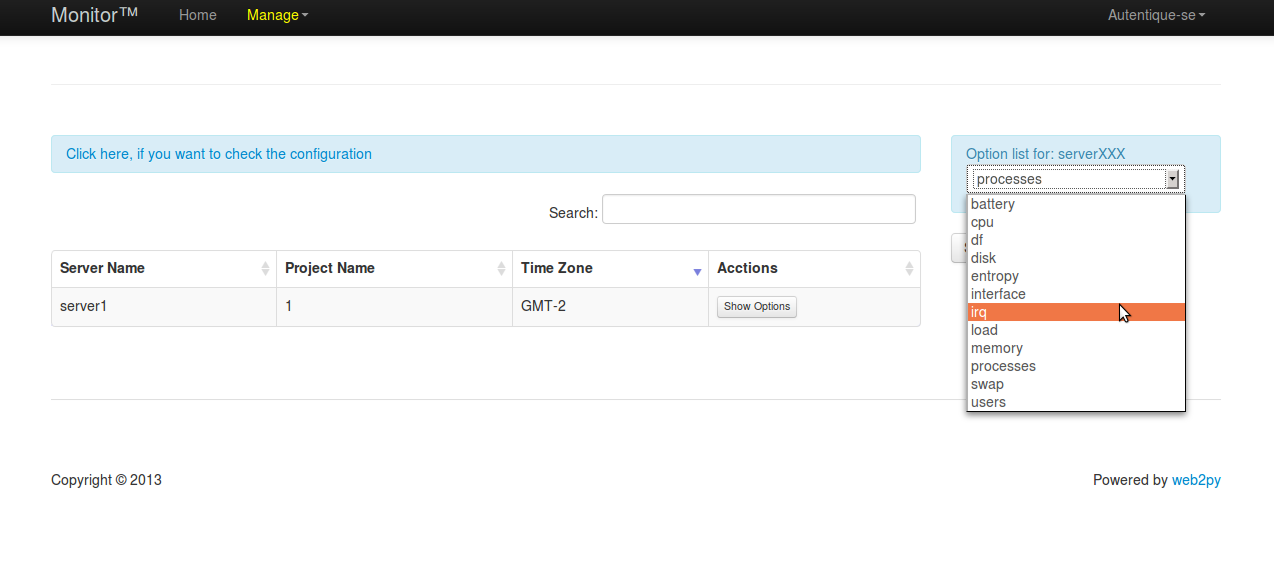 Monitor™ Home Manage Autentique-se
Click here, if you want to check the configuration
Option list for: serverXXX
processes
battery
cpu
df
disk
entropy
interface
irq
load
memory
processes
swap
users
Search:
Server Name Project Name Time Zone Acctions
server1 1 GMT-2 Show Options
Copyright © 2013
Powered by web2py